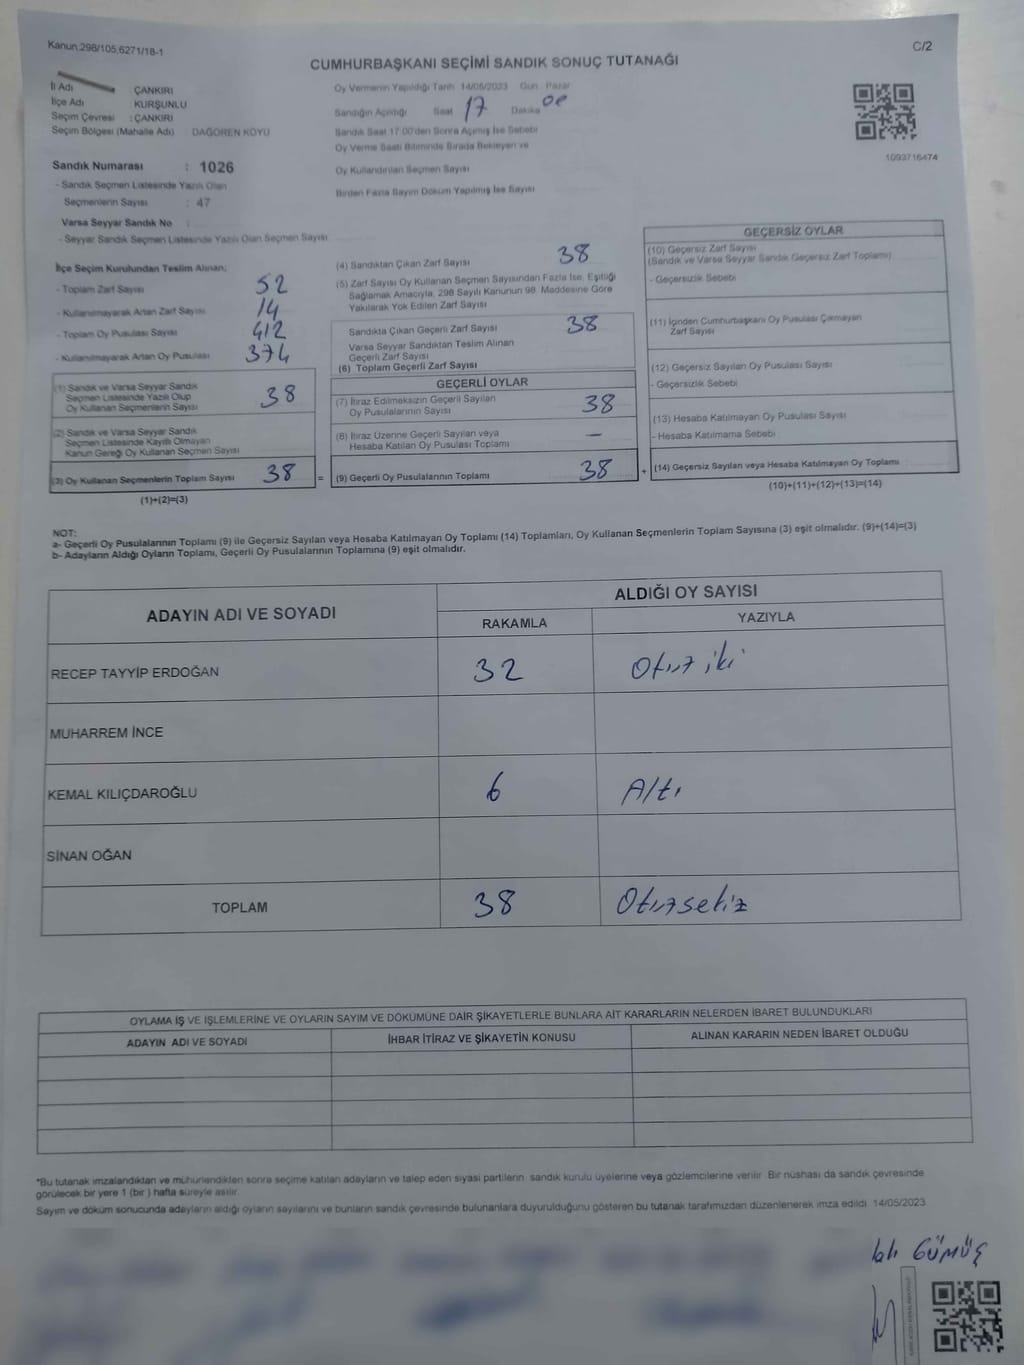 Kanun.298/105,6271/18-1
C/2
CUMHURBAŞKANI SEÇİMİ SANDIK SONUÇ TUTANAĞI
İl Adı : ÇANKIRI
İlçe Adı : KURŞUNLU
Seçim Çevresi : ÇANKIRI
Seçim Bölgesi (Mahalle Adı) DAĞÖREN KÖYÜ
Oy Vermenin Yapıldığı Tarih 14/05/2023 Gün Pazar
Sandığın Açıldığı Saat 17 Dakika 00
Sandık Saat 17:00'den Sonra Açılmış İse Sebebi
Oy Verme Saati Bitiminde Sırada Bekleyen ve
Oy Kullandırılan Seçmen Sayısı
Birden Fazla Sayım Döküm Yapılmış İse Sayısı
1093716474
Sandık Numarası : 1026
- Sandık Seçmen Listesinde Yazılı Olan
Seçmenlerin Sayısı : 47
Varsa Seyyar Sandık No :
- Seyyar Sandık Seçmen Listesinde Yazılı Olan Seçmen Sayısı
İlçe Seçim Kurulundan Teslim Alınan;
- Toplam Zarf Sayısı 52
- Kullanılmayarak Artan Zarf Sayısı 14
- Toplam Oy Pusulası Sayısı 412
- Kullanılmayarak Artan Oy Pusulası 374
(1) Sandık ve Varsa Seyyar Sandık
Seçmen Listesinde Yazılı Olup
Oy Kullanan Seçmenlerin Sayısı 38
(2) Sandık ve Varsa Seyyar Sandık
Seçmen Listesinde Kayıtlı Olmayan
Kanun Gereği Oy Kullanan Seçmen Sayısı
(3) Oy Kullanan Seçmenlerin Toplam Sayısı 38 =
(1)+(2)=(3)
(4) Sandıktan Çıkan Zarf Sayısı 38
(5) Zarf Sayısı Oy Kullanan Seçmen Sayısından Fazla İse, Eşitliği
Sağlamak Amacıyla, 298 Sayılı Kanunun 98. Maddesine Göre
Yakılarak Yok Edilen Zarf Sayısı
Sandıkta Çıkan Geçerli Zarf Sayısı 38
Varsa Seyyar Sandıktan Teslim Alınan
Geçerli Zarf Sayısı
(6) Toplam Geçerli Zarf Sayısı
GEÇERLİ OYLAR
(7) İtiraz Edilmeksizin Geçerli Sayılan
Oy Pusulalarının Sayısı 38
(8) İtiraz Üzerine Geçerli Sayılan veya
Hesaba Katılan Oy Pusulası Toplamı —
(9) Geçerli Oy Pusulalarının Toplamı 38 +
GEÇERSİZ OYLAR
(10) Geçersiz Zarf Sayısı
(Sandık ve Varsa Seyyar Sandık Geçersiz Zarf Toplamı)
- Geçersizlik Sebebi
(11) İçinden Cumhurbaşkanı Oy Pusulası Çıkmayan
Zarf Sayısı
(12) Geçersiz Sayılan Oy Pusulası Sayısı
- Geçersizlik Sebebi
(13) Hesaba Katılmayan Oy Pusulası Sayısı
- Hesaba Katılmama Sebebi
(14) Geçersiz Sayılan veya Hesaba Katılmayan Oy Toplamı
(10)+(11)+(12)+(13)=(14)
NOT:
a- Geçerli Oy Pusulalarının Toplamı (9) ile Geçersiz Sayılan veya Hesaba Katılmayan Oy Toplamı (14) Toplamları, Oy Kullanan Seçmenlerin Toplam Sayısına (3) eşit olmalıdır. (9)+(14)=(3)
b- Adayların Aldığı Oyların Toplamı, Geçerli Oy Pusulalarının Toplamına (9) eşit olmalıdır.
ADAYIN ADI VE SOYADI
ALDIĞI OY SAYISI
RAKAMLA YAZIYLA
RECEP TAYYİP ERDOĞAN 32 Otuz iki
MUHARREM İNCE
KEMAL KILIÇDAROĞLU 6 Altı
SİNAN OĞAN
TOPLAM 38 Otuzsekiz
OYLAMA İŞ VE İŞLEMLERİNE VE OYLARIN SAYIM VE DÖKÜMÜNE DAİR ŞİKAYETLERLE BUNLARA AİT KARARLARIN NELERDEN İBARET BULUNDUKLARI
ADAYIN ADI VE SOYADI İHBAR İTİRAZ VE ŞİKAYETİN KONUSU ALINAN KARARIN NEDEN İBARET OLDUĞU
*Bu tutanak imzalandıktan ve mühürlendikten sonra seçime katılan adayların ve talep eden siyasi partilerin sandık kurulu üyelerine veya gözlemcilerine verilir. Bir nüshası da sandık çevresinde
görülecek bir yere 1 (bir) hafta süreyle asılır.
Sayım ve döküm sonucunda adayların aldığı oyların sayılarını ve bunların sandık çevresinde bulunanlara duyurulduğunu gösteren bu tutanak tarafımızdan düzenlenerek imza edildi. 14/05/2023
GÜMÜŞ